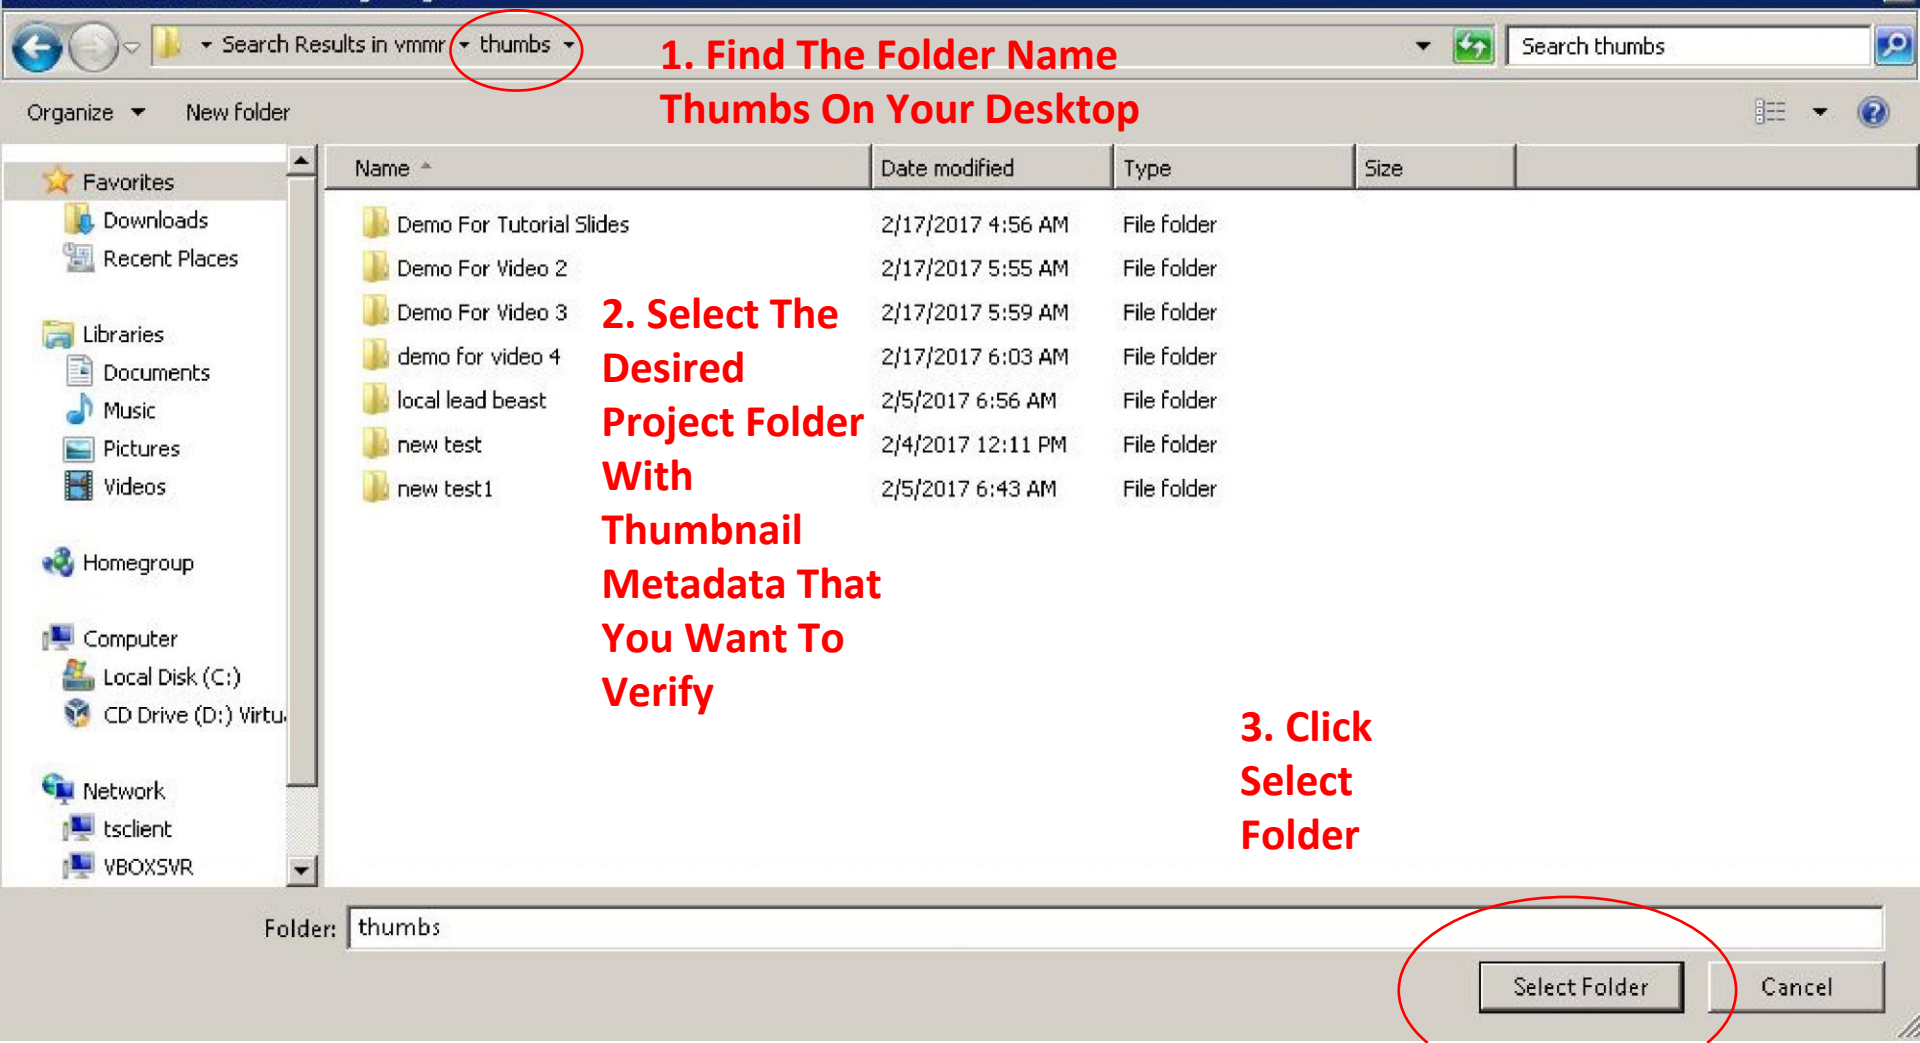 Search Results in vmmr thumbs
Search thumbs
1. Find The Folder Name
Thumbs On Your Desktop
Organize New folder
Name Date modified Type Size
Favorites
Downloads
Recent Places
Libraries
Documents
Music
Pictures
Videos
Homegroup
Computer
Local Disk (C:)
CD Drive (D:) Virtu
Network
tsclient
VBOXSVR
Demo For Tutorial Slides 2/17/2017 4:56 AM File folder
Demo For Video 2 2/17/2017 5:55 AM File folder
Demo For Video 3 2/17/2017 5:59 AM File folder
demo for video 4 2/17/2017 6:03 AM File folder
local lead beast 2/5/2017 6:56 AM File folder
new test 2/4/2017 12:11 PM File folder
new test1 2/5/2017 6:43 AM File folder
2. Select The
Desired
Project Folder
With
Thumbnail
Metadata That
You Want To
Verify
3. Click
Select
Folder
Folder: thumbs
Select Folder Cancel